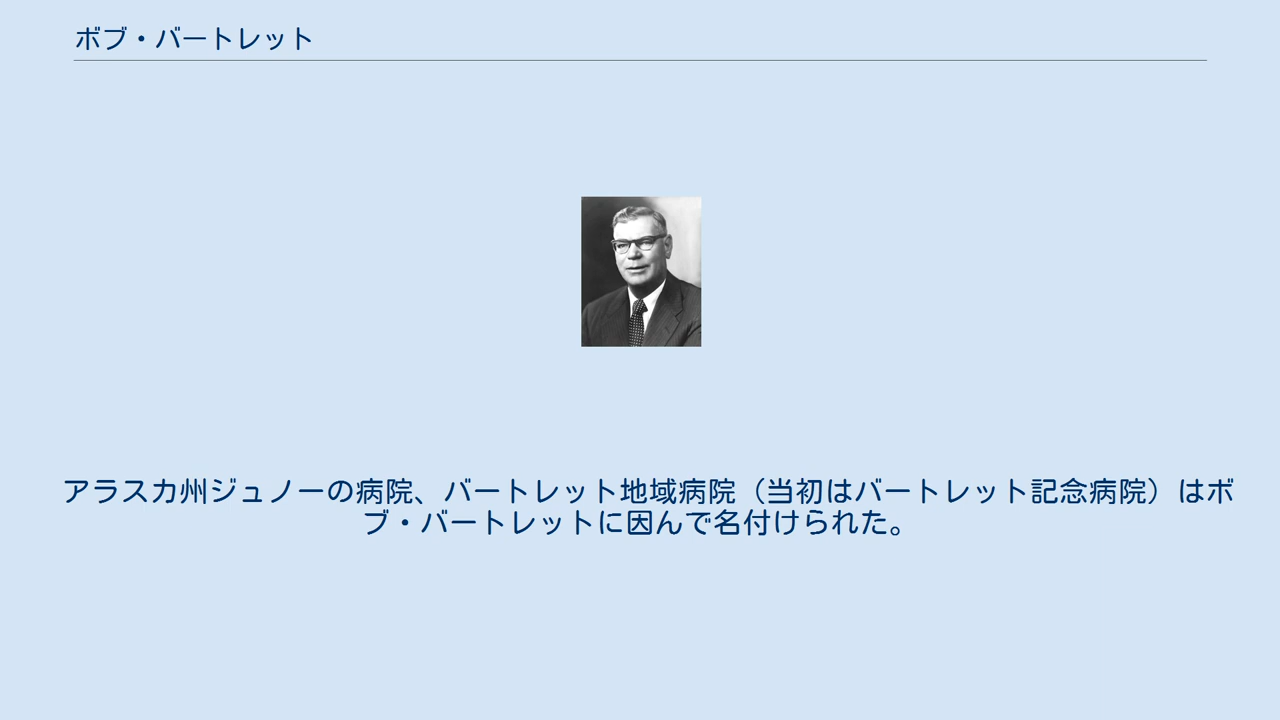 ボブ・バートレット
アラスカ州ジュノーの病院、バートレット地域病院（当初はバートレット記念病院）はボ
ブ・バートレットに因んで名付けられた。